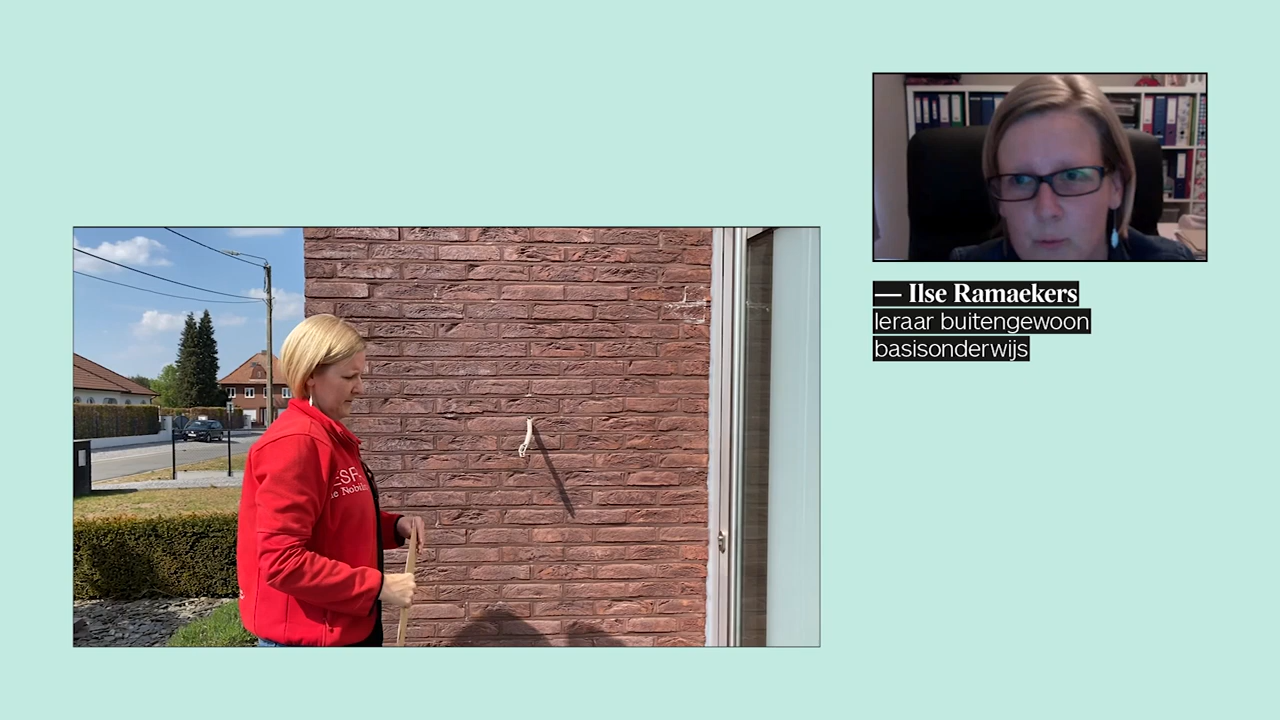 — Ilse Ramaekers
leraar buitengewoon
basisonderwijs